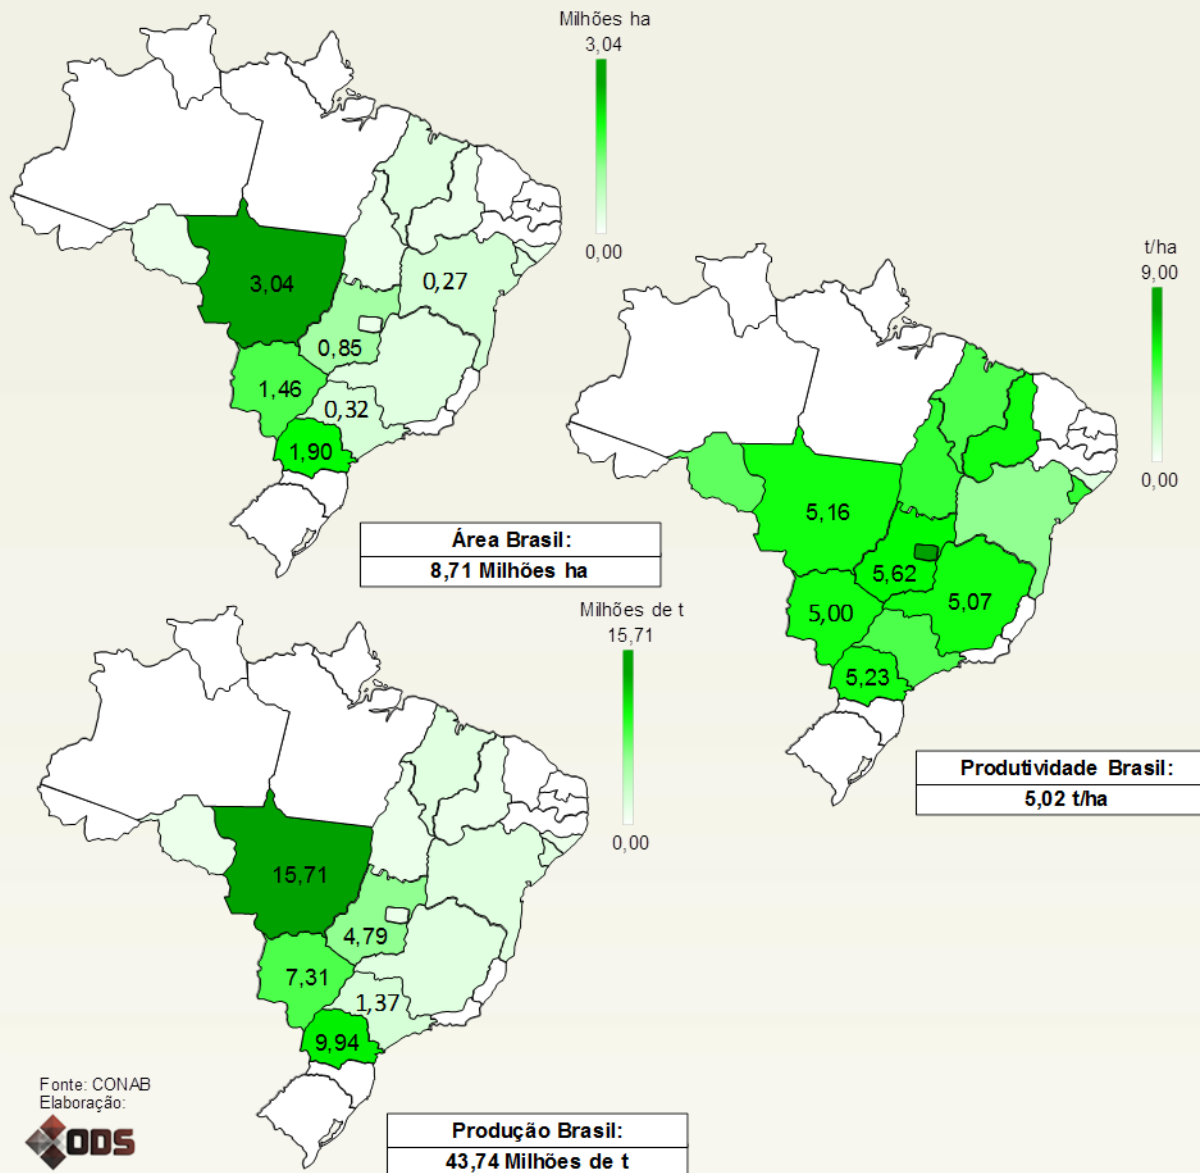 Milhões ha
3,04
0,00
3,04
0,27
0,85
1,46
0,32
1,90
Área Brasil:
8,71 Milhões ha
t/ha
9,00
0,00
5,16
5,62
5,07
5,00
5,23
Produtividade Brasil:
5,02 t/ha
Milhões de t
15,71
0,00
15,71
4,79
7,31
1,37
9,94
Produção Brasil:
43,74 Milhões de t
Fonte: CONAB
Elaboração:
ODS